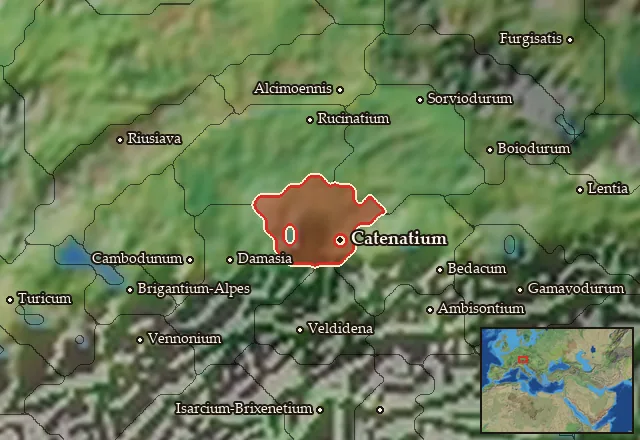 Furgisatis
Alcimoennis
Sorviodurum
Rucinatium
Riusiava
Boiodurum
Lentia
Catenatium
Cambodunum
Damasia
Bedacum
Brigantium-Alpes
Gamavodurum
Turicum
Ambisontium
Veldidena
Vennonium
Isarcium-Brixenetium